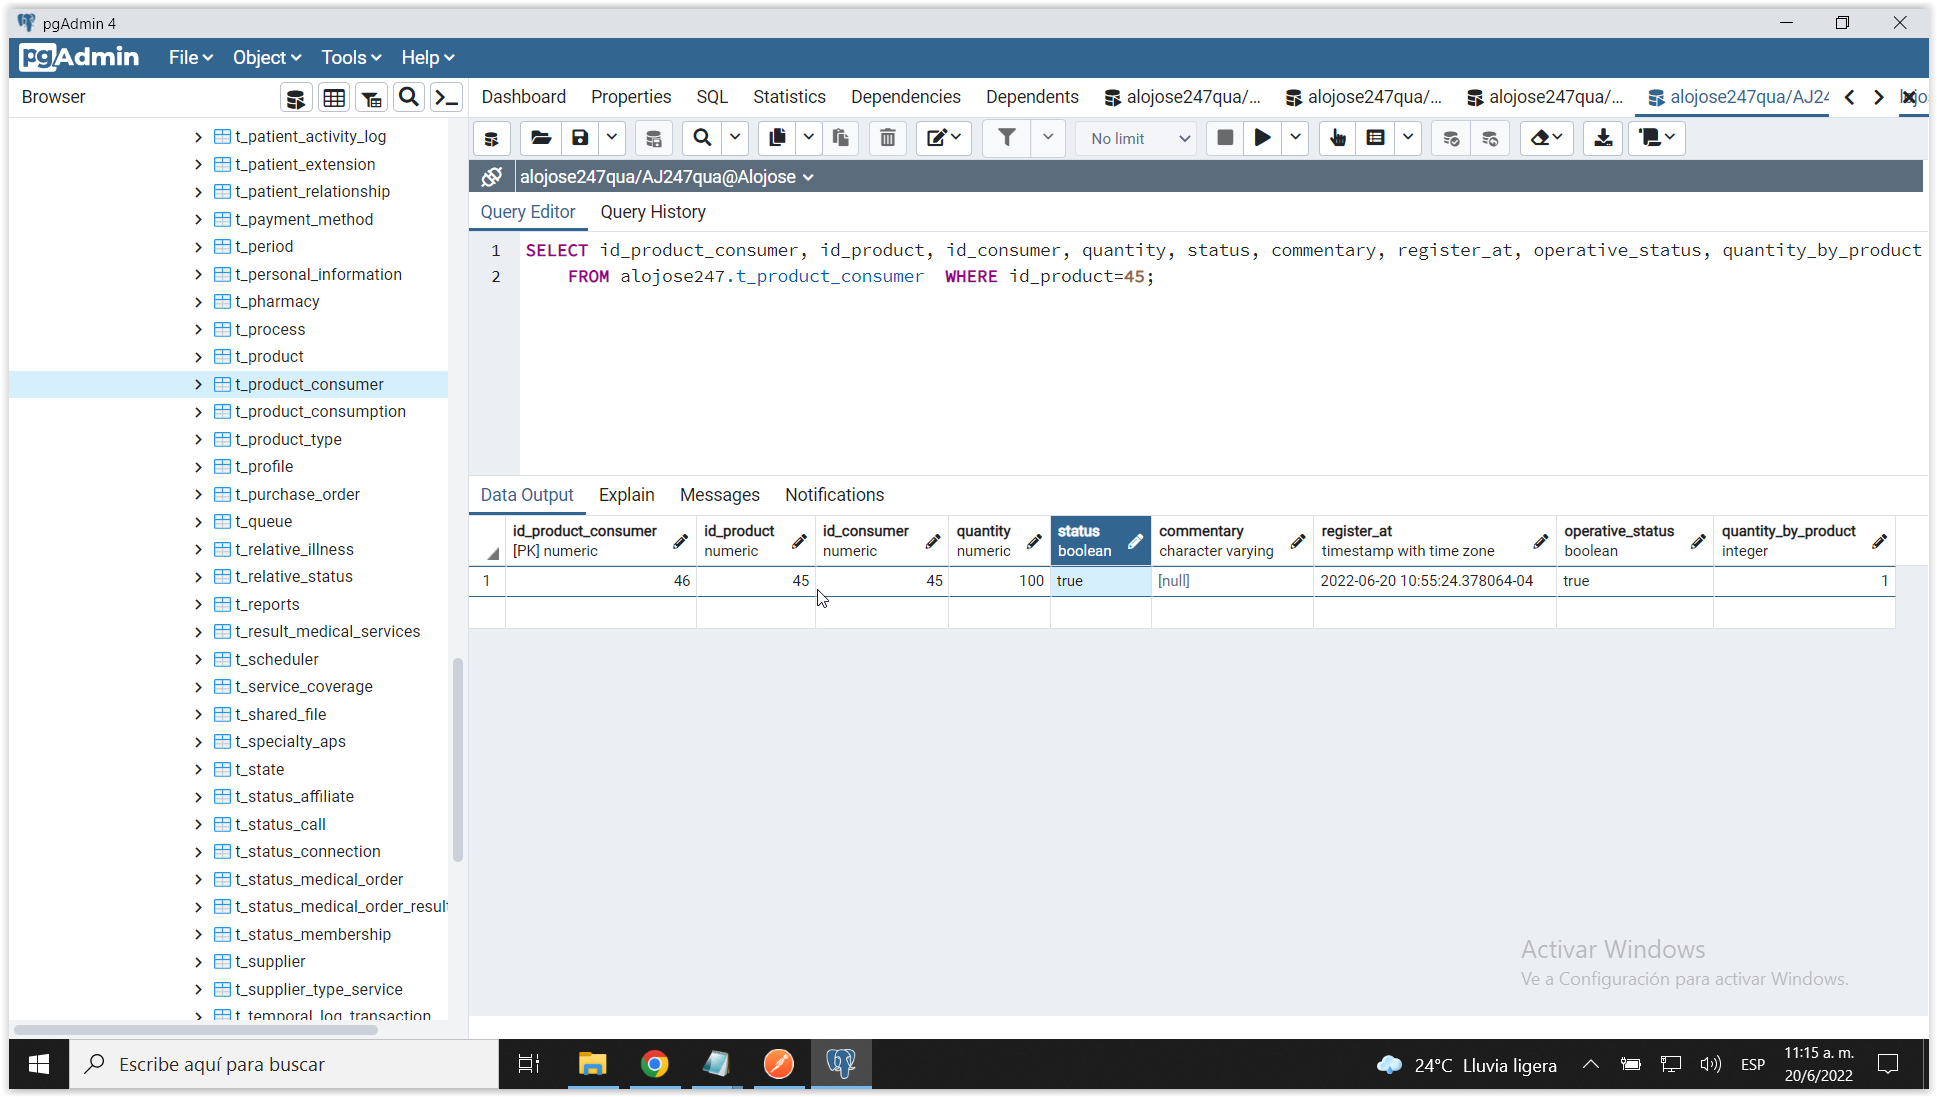 pgAdmin 4
pgAdmin File Object Tools Help
Browser
Dashboard Properties SQL Statistics Dependencies Dependents alojose247qua/... alojose247qua/... alojose247qua/... alojose247qua/AJ24
No limit
alojose247qua/AJ247qua@Alojose
Query Editor Query History
1 SELECT id_product_consumer, id_product, id_consumer, quantity, status, commentary, register_at, operative_status, quantity_by_product
2 FROM alojose247.t_product_consumer WHERE id_product=45;
t_patient_activity_log
t_patient_extension
t_patient_relationship
t_payment_method
t_period
t_personal_information
t_pharmacy
t_process
t_product
t_product_consumer
t_product_consumption
t_product_type
t_profile
t_purchase_order
t_queue
t_relative_illness
t_relative_status
t_reports
t_result_medical_services
t_scheduler
t_service_coverage
t_shared_file
t_specialty_aps
t_state
t_status_affiliate
t_status_call
t_status_connection
t_status_medical_order
t_status_medical_order_result
t_status_membership
t_supplier
t_supplier_type_service
t_temporal_log_transaction
Data Output Explain Messages Notifications
id_product_consumer id_product id_consumer quantity status commentary register_at operative_status quantity_by_product
[PK] numeric numeric numeric numeric boolean character varying timestamp with time zone boolean integer
1 46 45 45 100 true [null] 2022-06-20 10:55:24.378064-04 true 1
Activar Windows
Ve a Configuración para activar Windows.
Escribe aquí para buscar
24°C Lluvia ligera
ESP
11:15 a. m.
20/6/2022